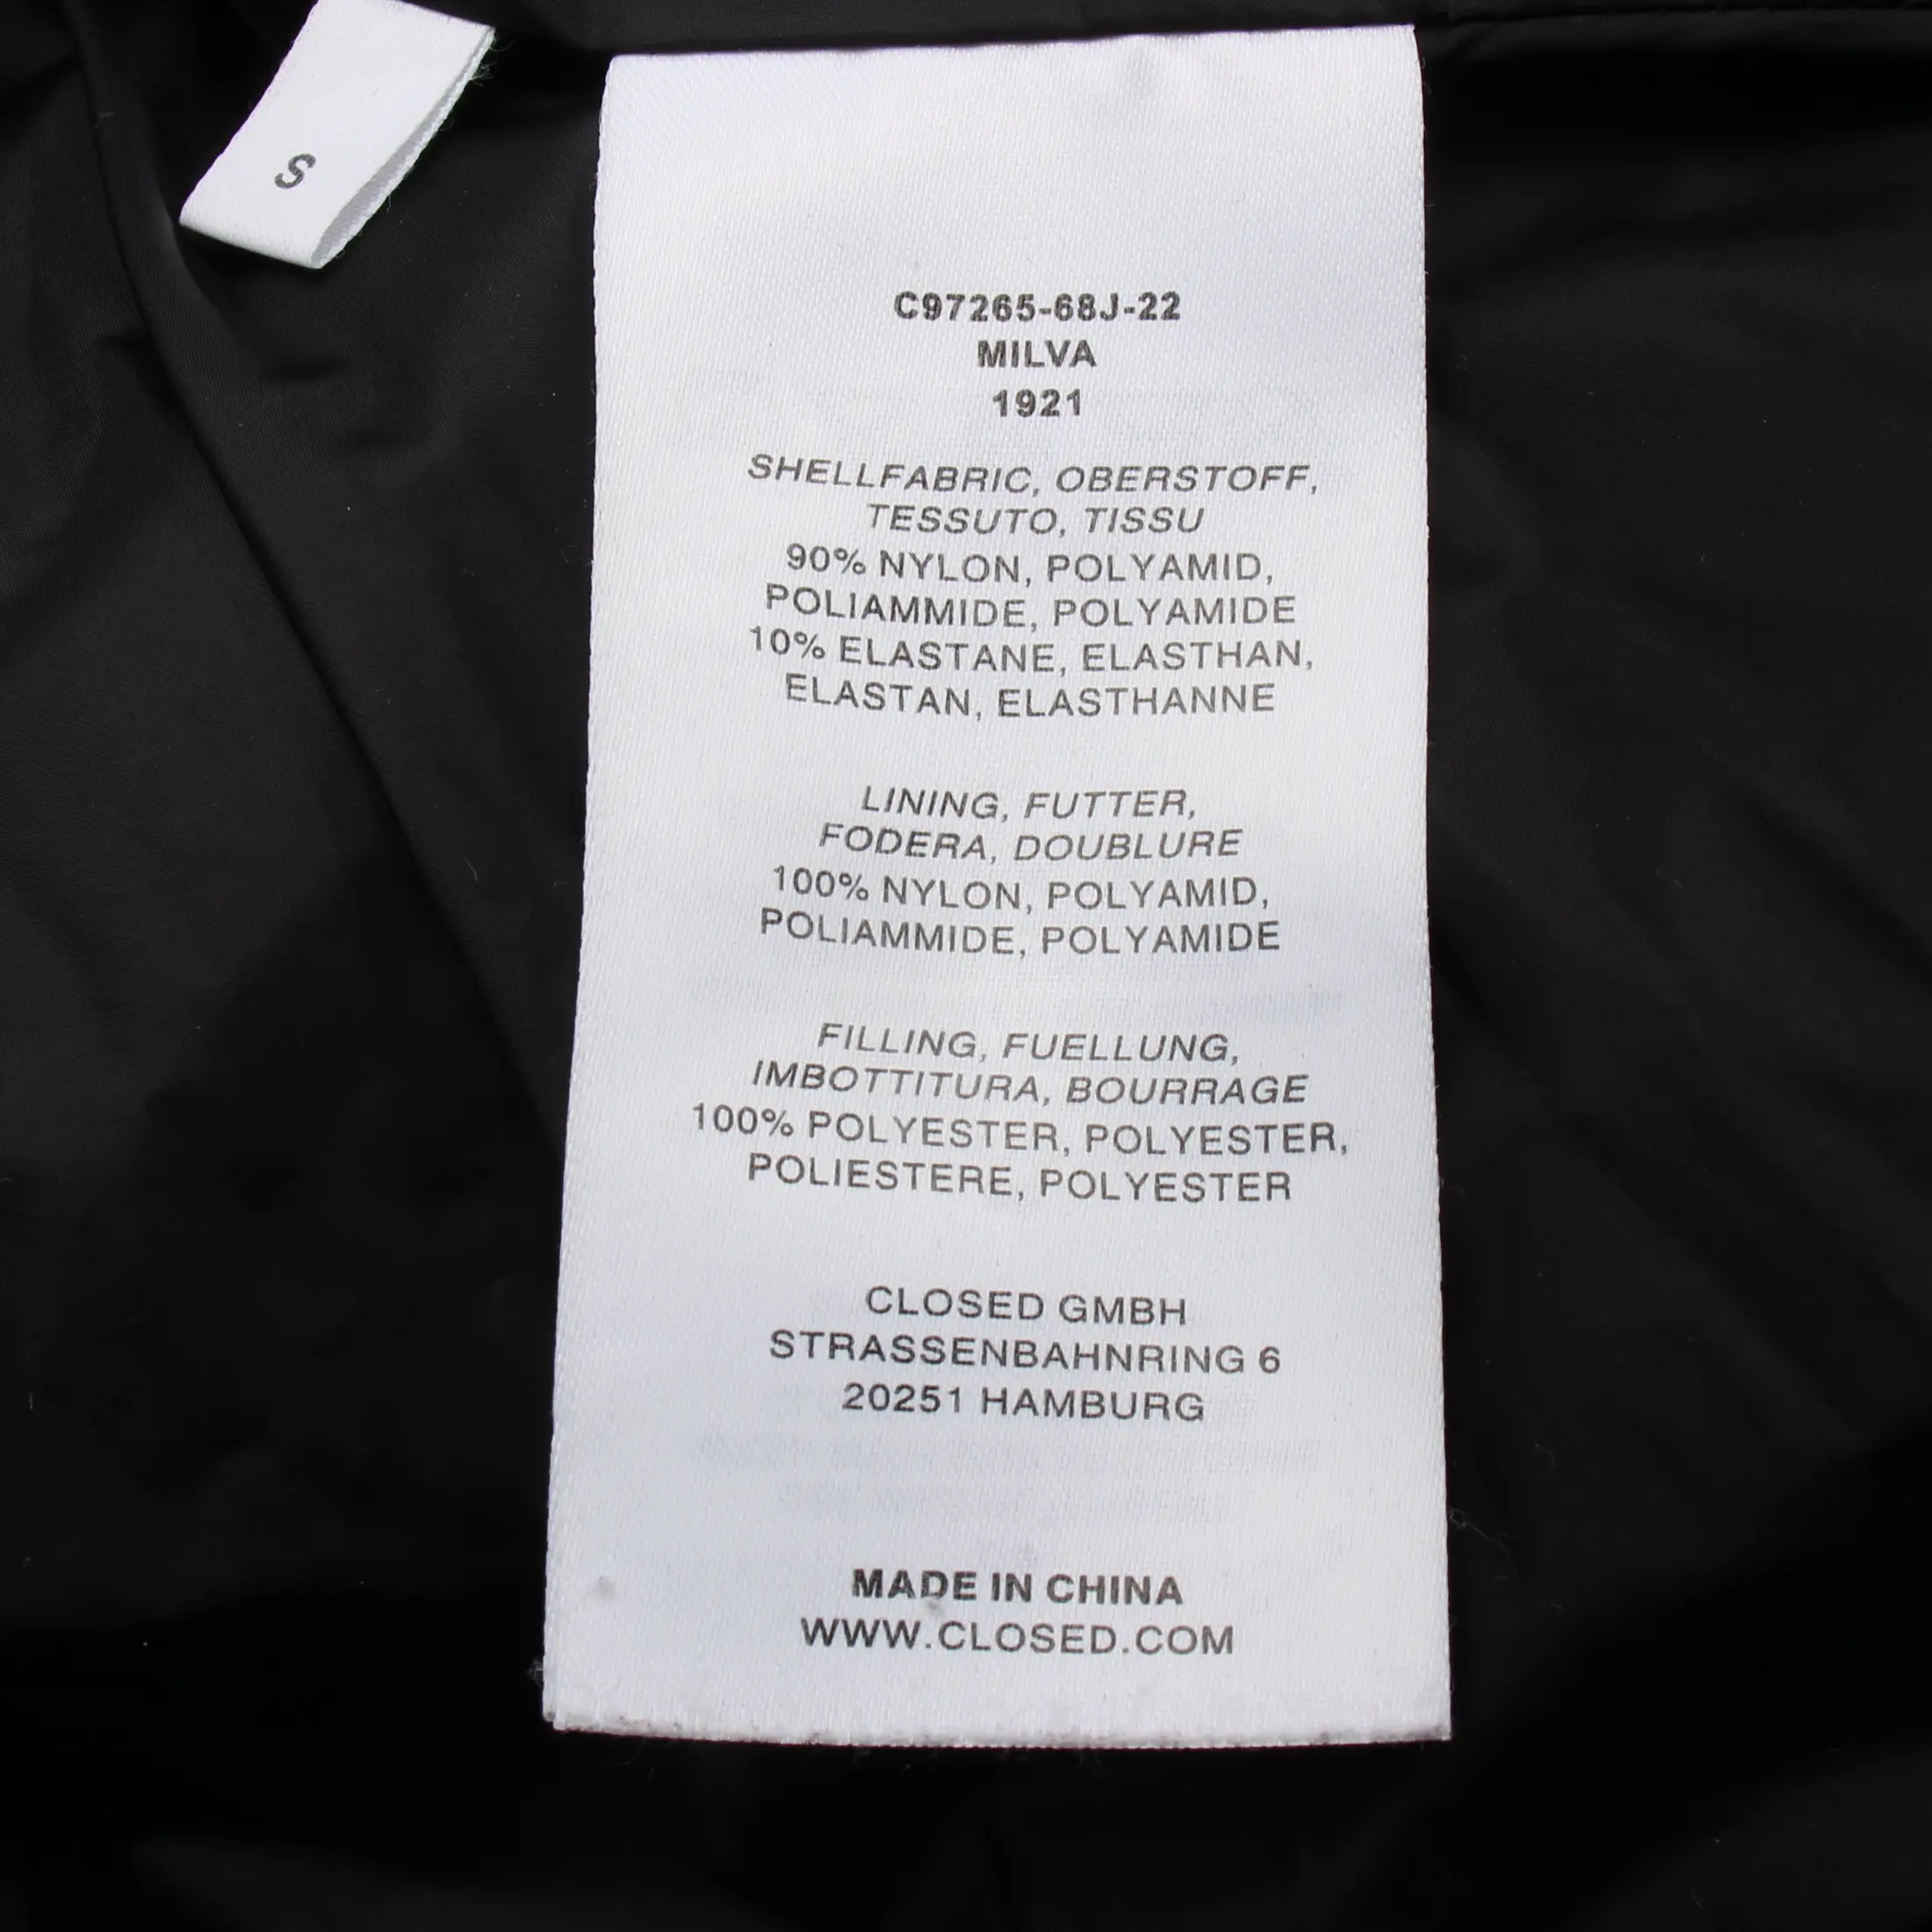 S
C97265-68J-22
MILVA
1921
SHELLFABRIC, OBERSTOFF,
TESSUTO, TISSU
90% NYLON, POLYAMID,
POLIAMMIDE, POLYAMIDE
10% ELASTANE, ELASTHAN,
ELASTAN, ELASTHANNE
LINING, FUTTER,
FODERA, DOUBLURE
100% NYLON, POLYAMID,
POLIAMMIDE, POLYAMIDE
FILLING, FUELLUNG,
IMBOTTITURA, BOURRAGE
100% POLYESTER, POLYESTER,
POLIESTERE, POLYESTER
CLOSED GMBH
STRASSENBAHNRING 6
20251 HAMBURG
MADE IN CHINA
WWW.CLOSED.COM